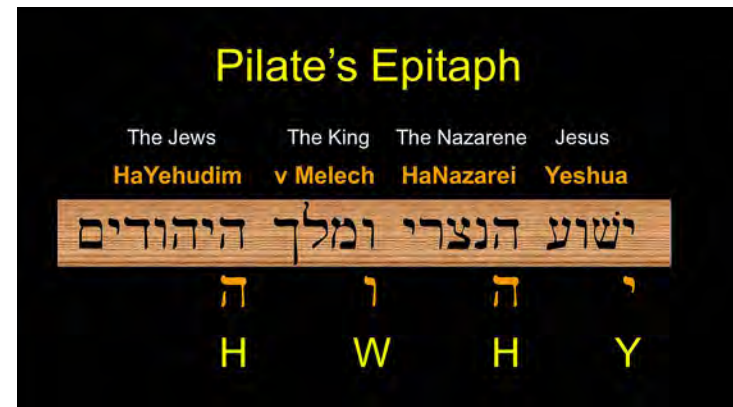 Pilate's Epitaph
The Jews The King The Nazarene Jesus
HaYehudim v Melech HaNazarei Yeshua
ישוע הנצרי ומלך היהודים
י ה ו ה
H W H Y